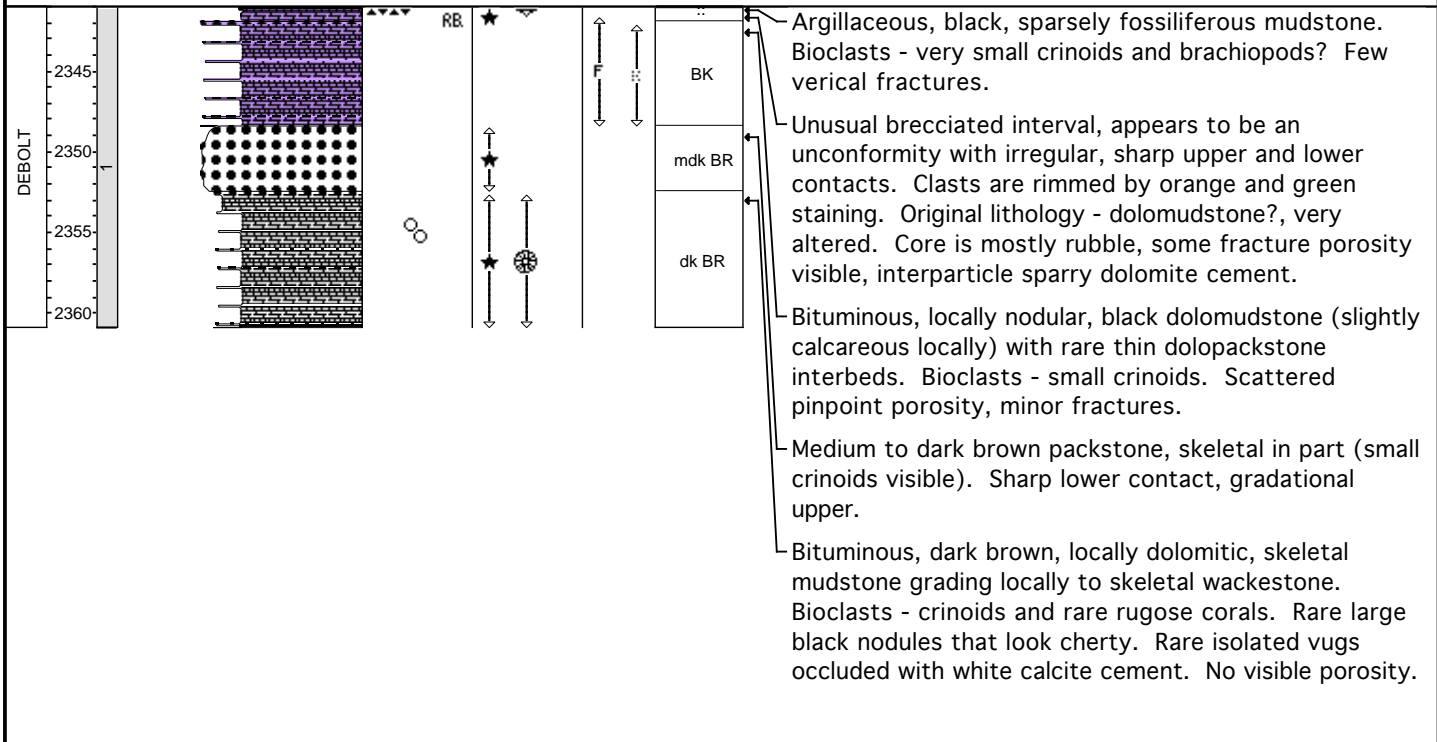 DEBOLT
1
2345
2350
2355
2360
RB.
F
BK
mdk BR
dk BR
Argillaceous, black, sparsely fossiliferous mudstone.
Bioclasts - very small crinoids and brachiopods?  Few
verical fractures.
Unusual brecciated interval, appears to be an
unconformity with irregular, sharp upper and lower
contacts.  Clasts are rimmed by orange and green
staining.  Original lithology - dolomudstone?, very
altered.  Core is mostly rubble, some fracture porosity
visible, interparticle sparry dolomite cement.
Bituminous, locally nodular, black dolomudstone (slightly
calcareous locally) with rare thin dolopackstone
interbeds.  Bioclasts - small crinoids.  Scattered
pinpoint porosity, minor fractures.
Medium to dark brown packstone, skeletal in part (small
crinoids visible).  Sharp lower contact, gradational
upper.
Bituminous, dark brown, locally dolomitic, skeletal
mudstone grading locally to skeletal wackestone.
Bioclasts - crinoids and rare rugose corals.  Rare large
black nodules that look cherty.  Rare isolated vugs
occluded with white calcite cement.  No visible porosity.